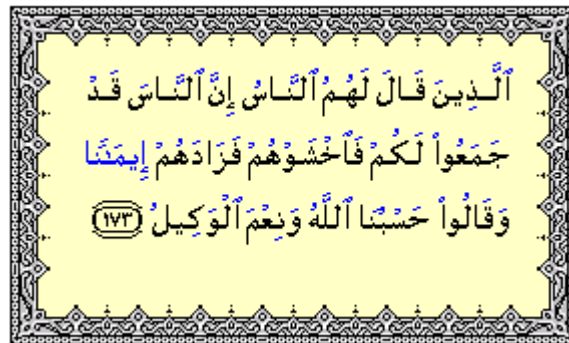 ٱلَّذِينَ قَالَ لَهُمُ ٱلنَّاسُ إِنَّ ٱلنَّاسَ قَدْ
جَمَعُوا۟ لَكُمْ فَٱخْشَوْهُمْ فَزَادَهُمْ إِيمَـٰنًا
وَقَالُوا۟ حَسْبُنَا ٱللَّهُ وَنِعْمَ ٱلْوَكِيلُ ١٧٣